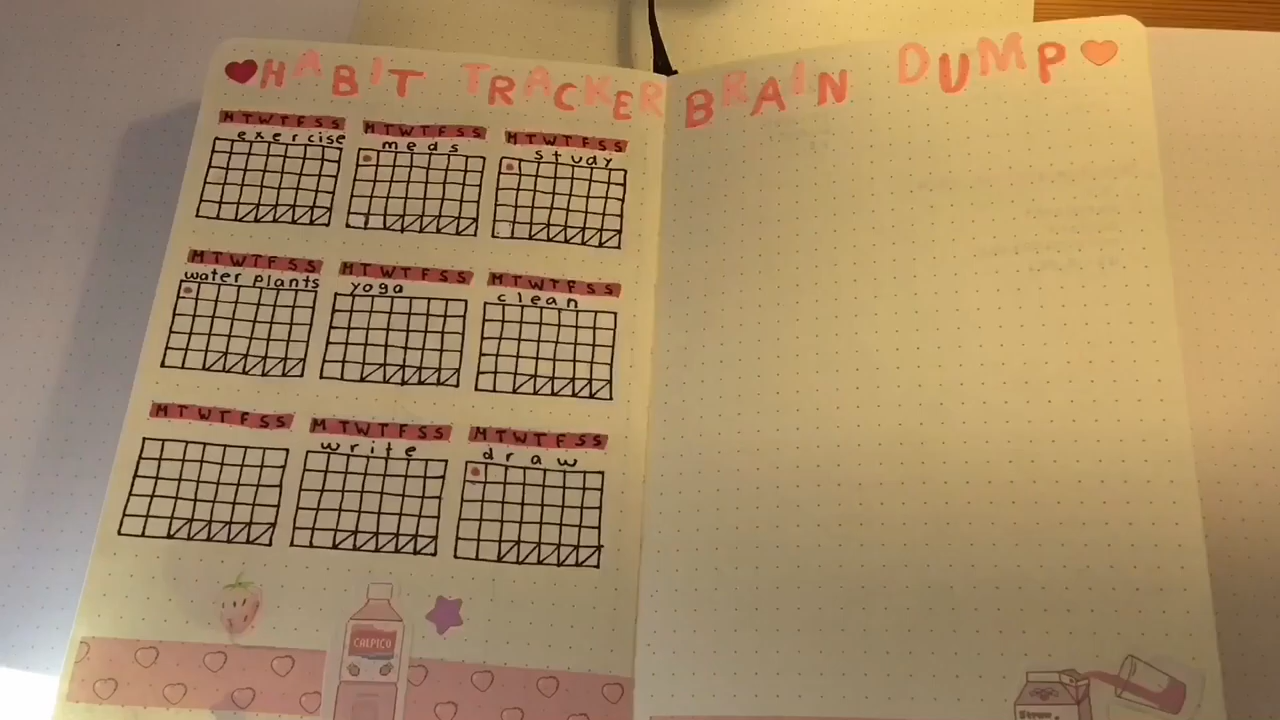 HABIT TRACKER
MTWTFSS MTWTFSS MTWTFSS
exercise meds study
MTWTFSS MTWTFSS MTWTFSS
water plants yoga clean
MTWTFSS MTWTFSS MTWTFSS
write draw
CALPICO
BRAIN DUMP